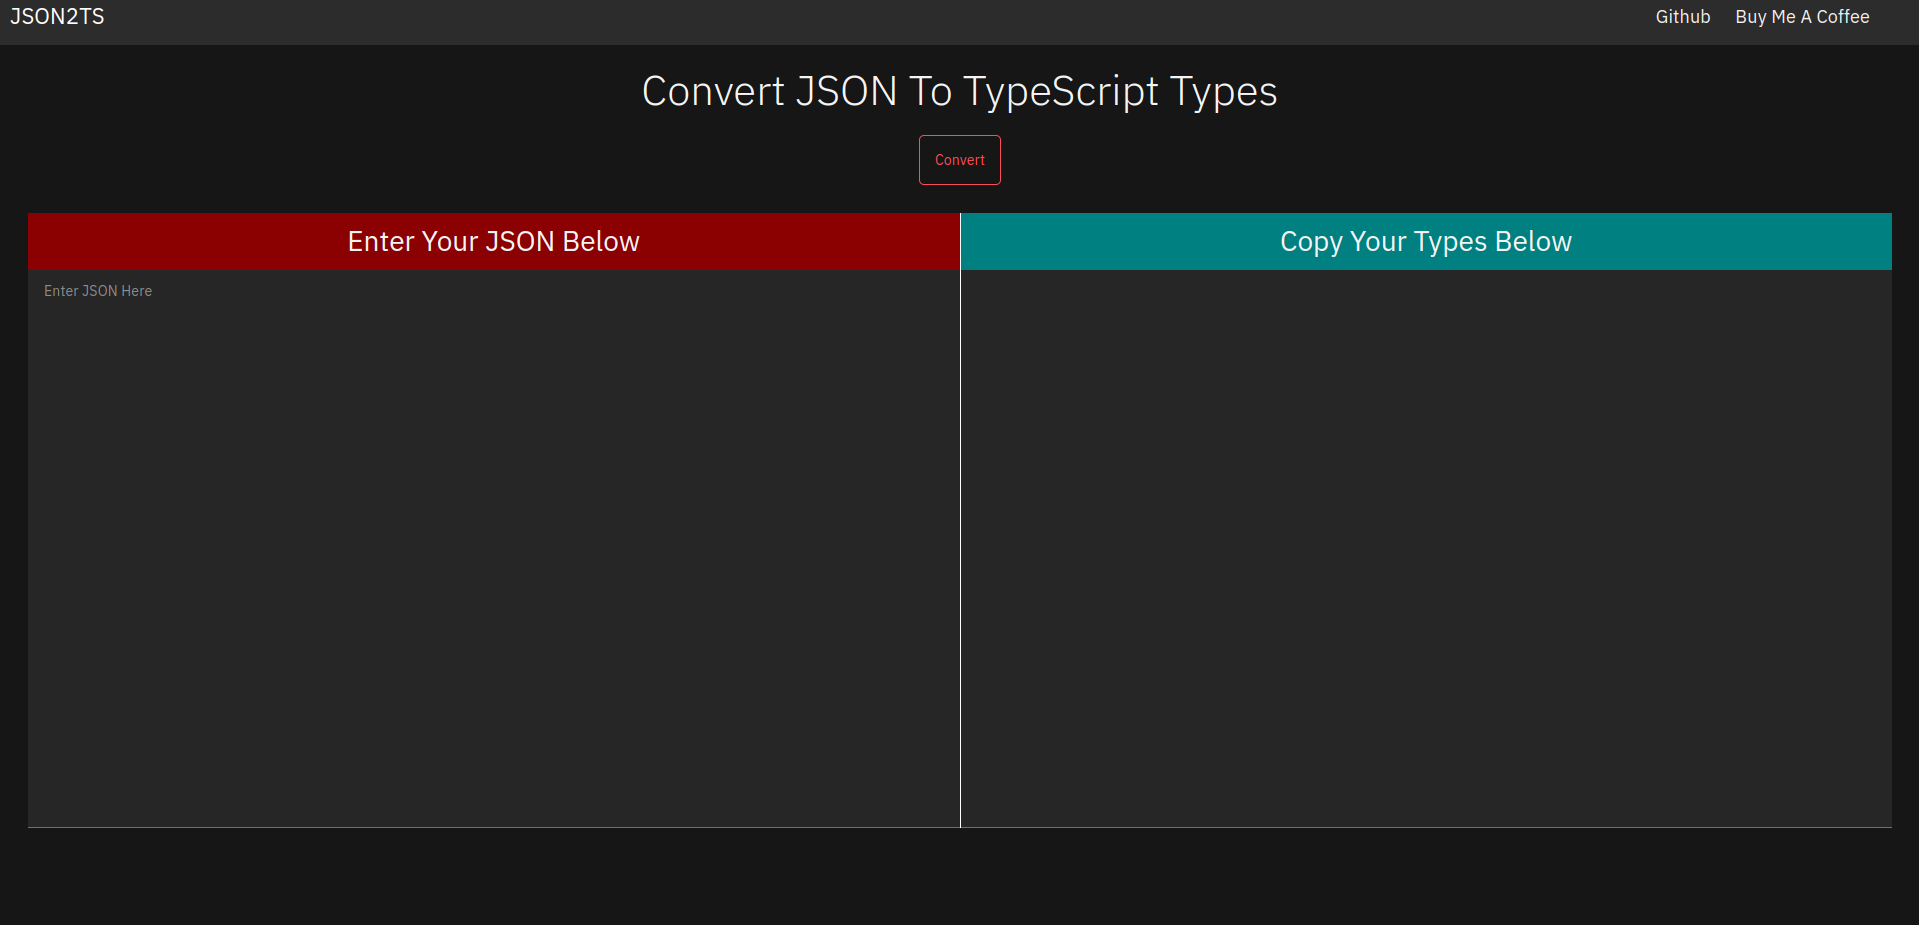 JSON2TS
Github
Buy Me A Coffee
Convert JSON To TypeScript Types
Convert
Enter Your JSON Below
Copy Your Types Below
Enter JSON Here